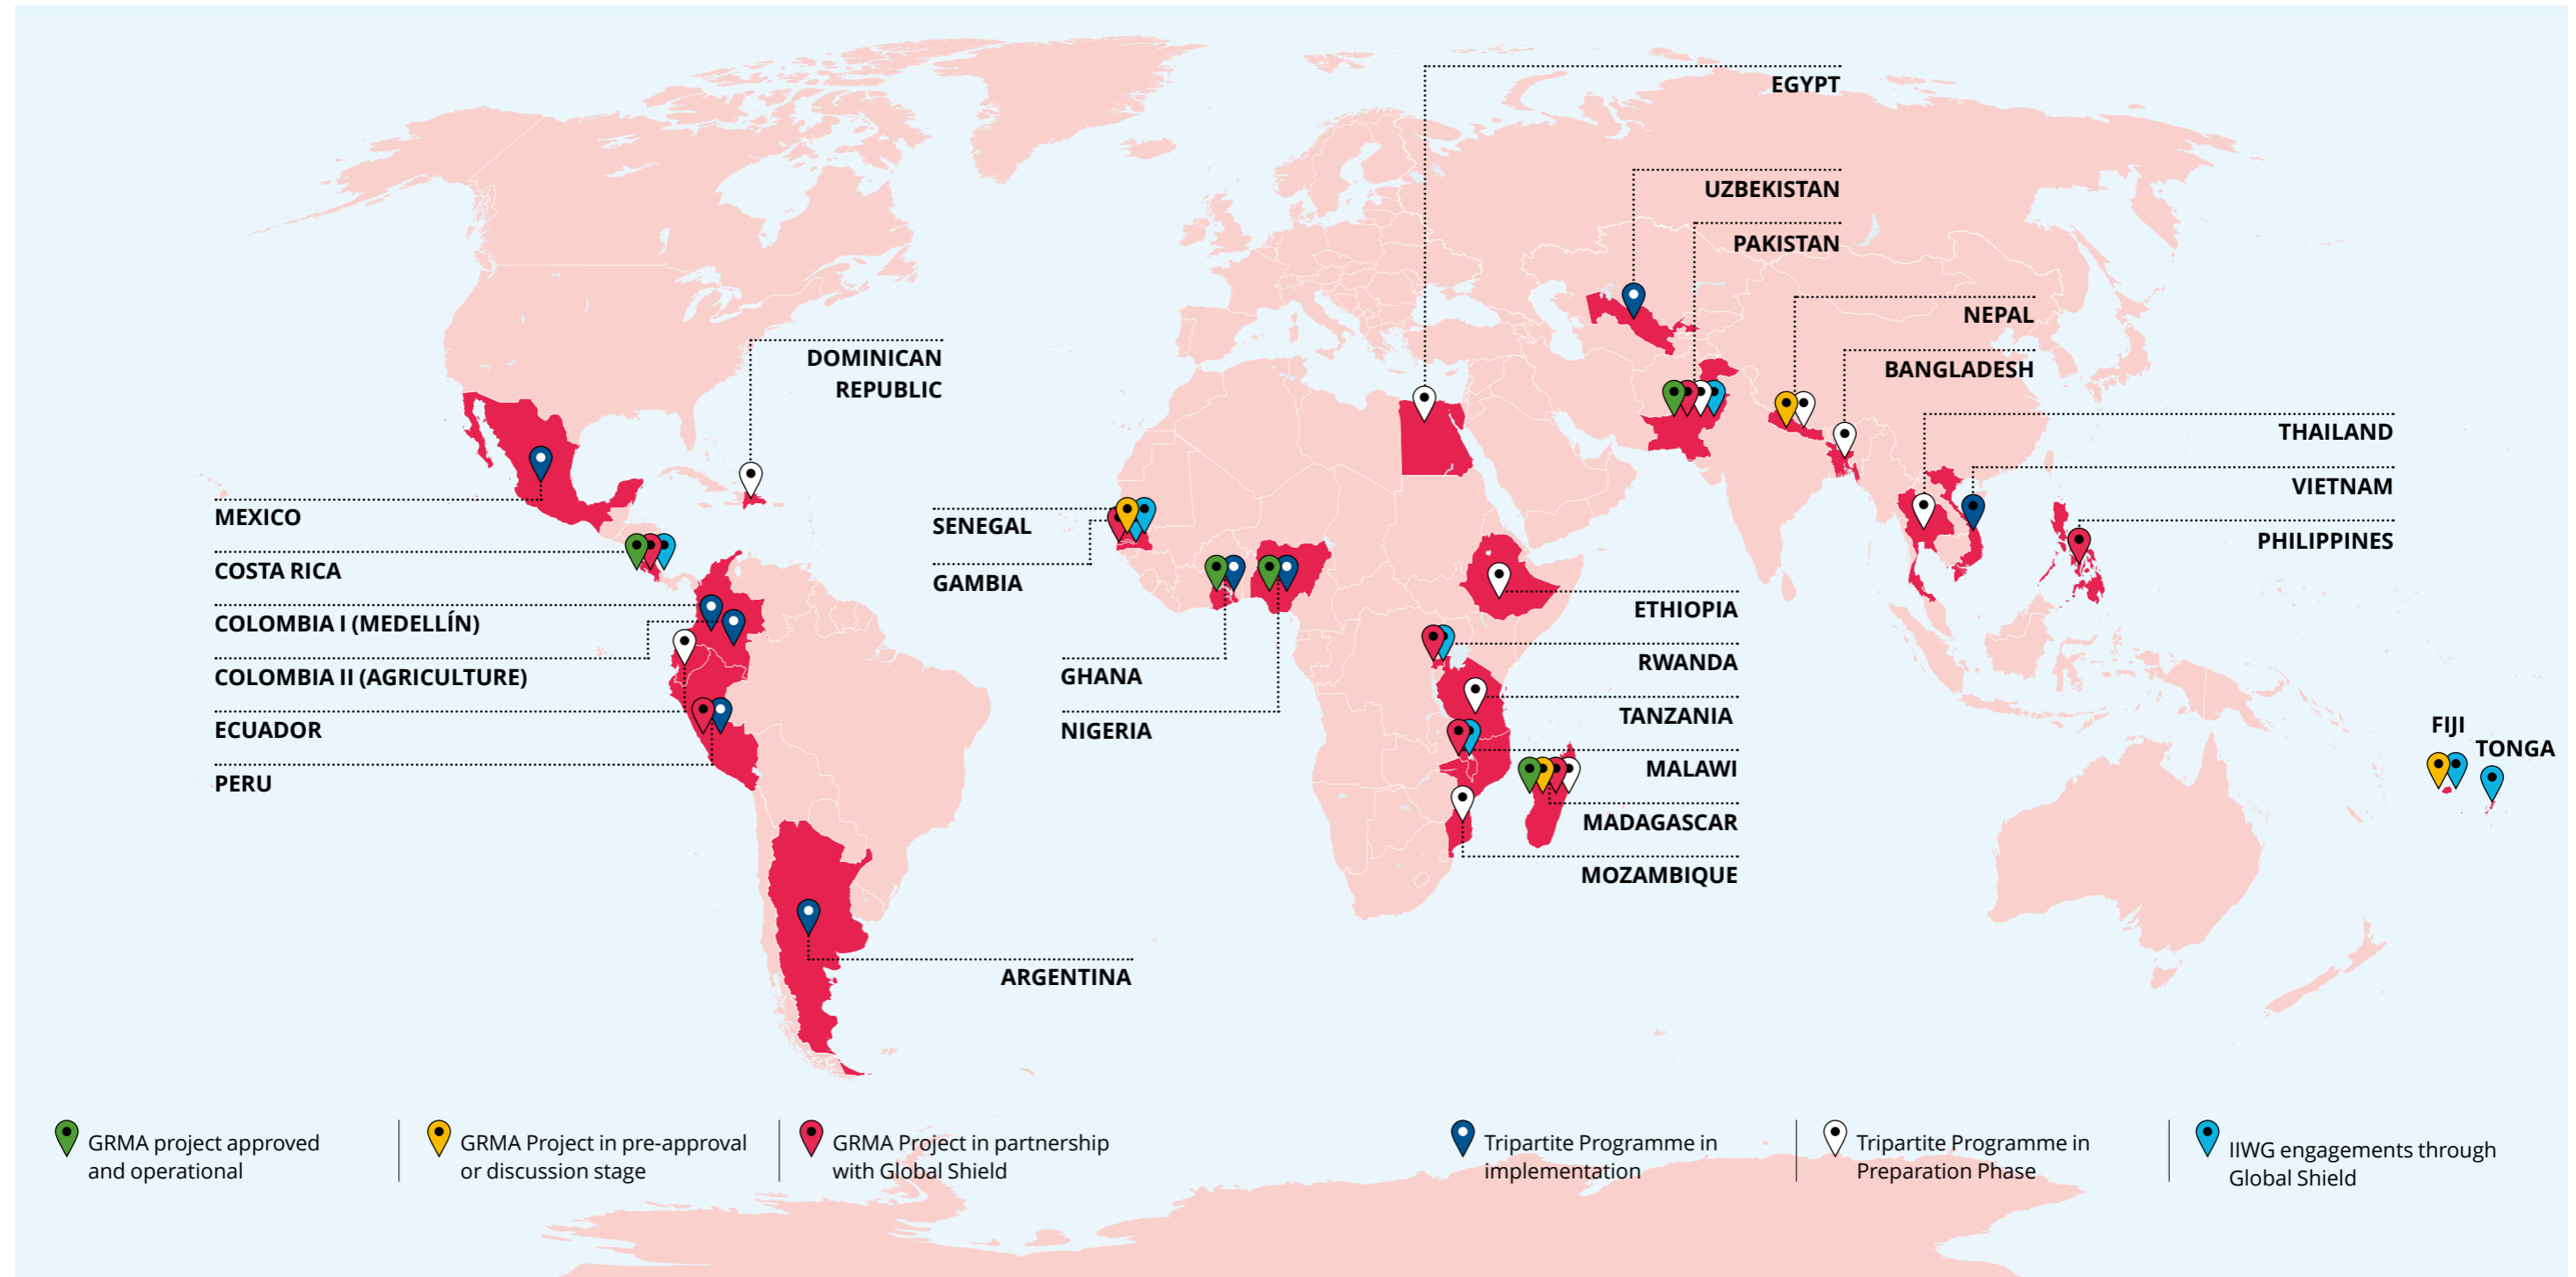 EGYPT
UZBEKISTAN
PAKISTAN
NEPAL
BANGLADESH
DOMINICAN
REPUBLIC
THAILAND
VIETNAM
PHILIPPINES
MEXICO
COSTA RICA
COLOMBIA I (MEDELLÍN)
COLOMBIA II (AGRICULTURE)
ECUADOR
PERU
SENEGAL
GAMBIA
GHANA
NIGERIA
ETHIOPIA
RWANDA
TANZANIA
MALAWI
MADAGASCAR
MOZAMBIQUE
FIJI
TONGA
ARGENTINA
GRMA project approved
and operational
GRMA Project in pre-approval
or discussion stage
GRMA Project in partnership
with Global Shield
Tripartite Programme in
implementation
Tripartite Programme in
Preparation Phase
IIWG engagements through
Global Shield